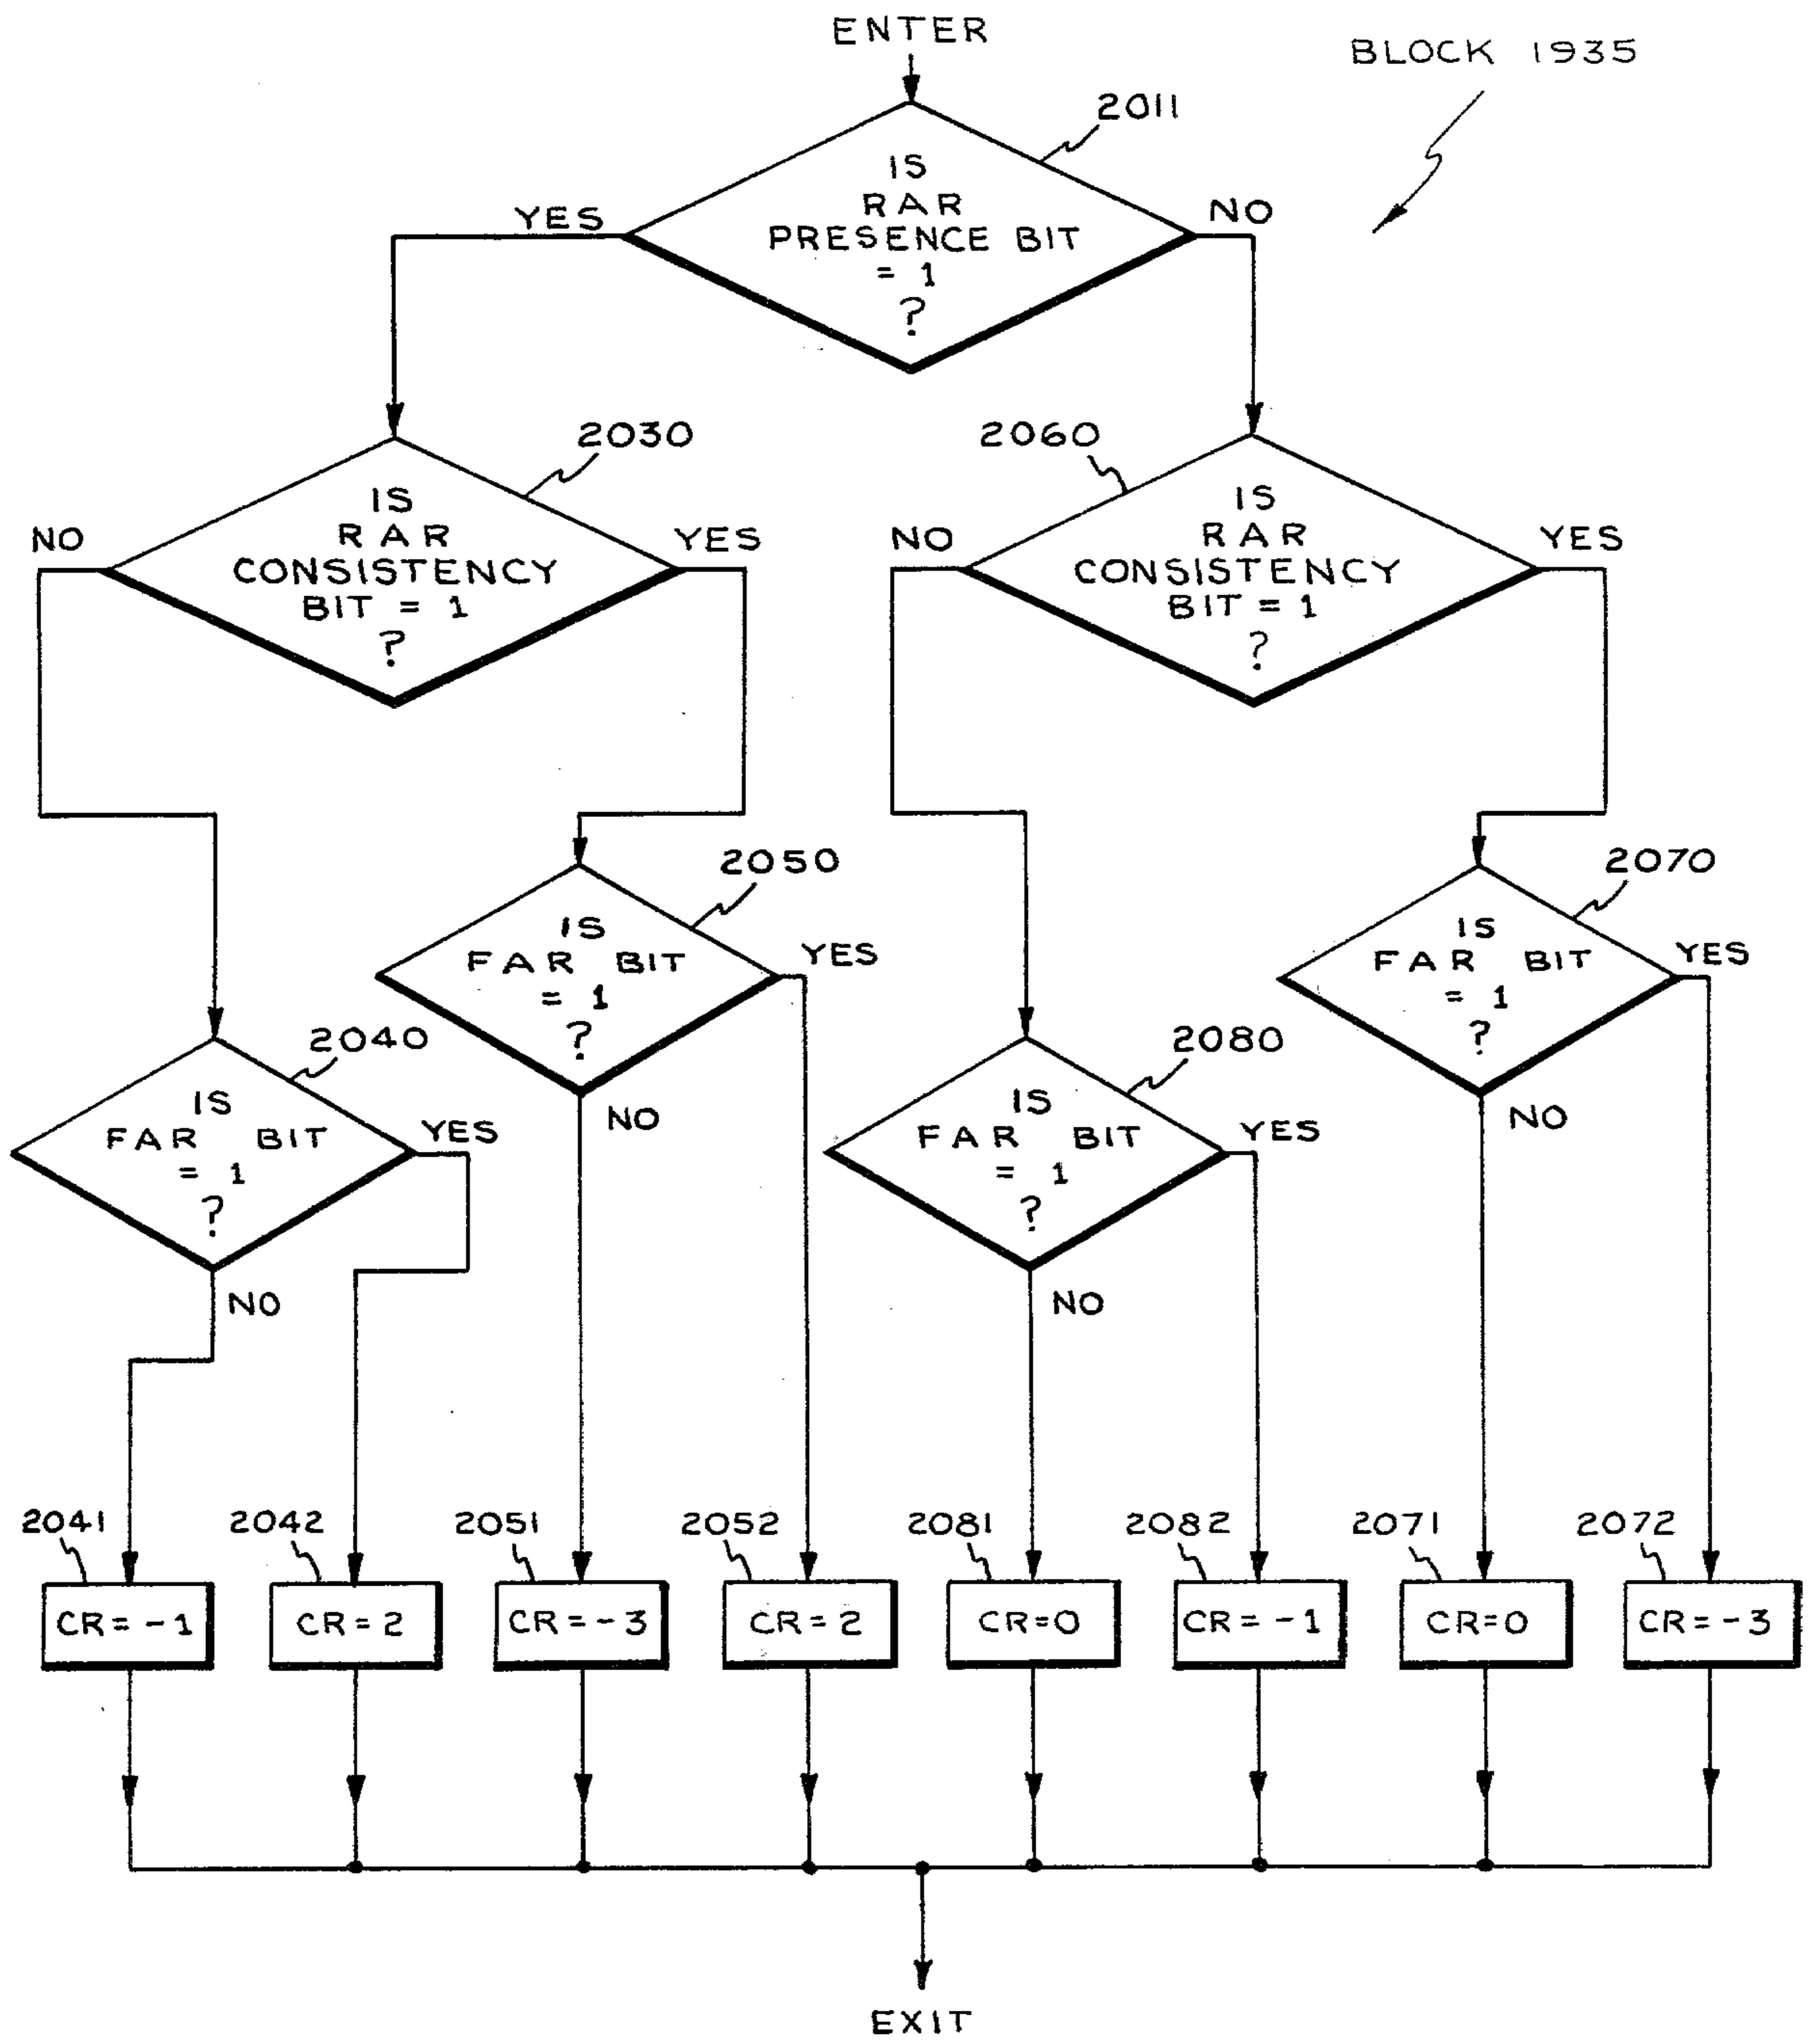 ENTER
BLOCK 1935
2011
IS
RAR
PRESENCE BIT
= 1
?
YES
NO
2030
2060
IS
RAR
CONSISTENCY
BIT = 1
?
NO
YES
IS
RAR
CONSISTENCY
BIT = 1
?
NO
YES
2050
2070
IS
FAR BIT
= 1
?
YES
NO
IS
FAR BIT
= 1
?
YES
NO
2040
2080
IS
FAR BIT
= 1
?
YES
NO
IS
FAR BIT
= 1
?
YES
NO
2041
2042
2051
2052
2081
2082
2071
2072
CR = -1
CR = 2
CR = -3
CR = 2
CR=0
CR = -1
CR=0
CR = -3
EXIT